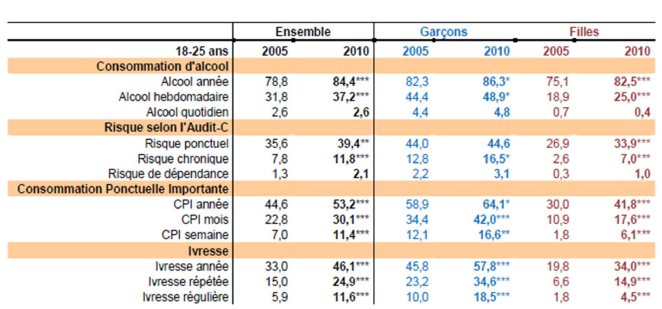 Ensemble Garçons Filles
18-25 ans 2005 2010 2005 2010 2005 2010
Consommation d'alcool
Alcool année 78,8 84,4*** 82,3 86,3* 75,1 82,5***
Alcool hebdomadaire 31,8 37,2*** 44,4 48,9* 18,9 25,0***
Alcool quotidien 2,6 2,6 4,4 4,8 0,7 0,4
Risque selon l'Audit-C
Risque ponctuel 35,6 39,4** 44,0 44,6 26,9 33,9***
Risque chronique 7,8 11,8*** 12,8 16,5* 2,6 7,0***
Risque de dépendance 1,3 2,1 2,2 3,1 0,3 1,0
Consommation Ponctuelle Importante
CPI année 44,6 53,2*** 58,9 64,1* 30,0 41,8***
CPI mois 22,8 30,1*** 34,4 42,0*** 10,9 17,6***
CPI semaine 7,0 11,4*** 12,1 16,6** 1,8 6,1***
Ivresse
Ivresse année 33,0 46,1*** 45,8 57,8*** 19,8 34,0***
Ivresse répétée 15,0 24,9*** 23,2 34,6*** 6,6 14,9***
Ivresse régulière 5,9 11,6*** 10,0 18,5*** 1,8 4,5***